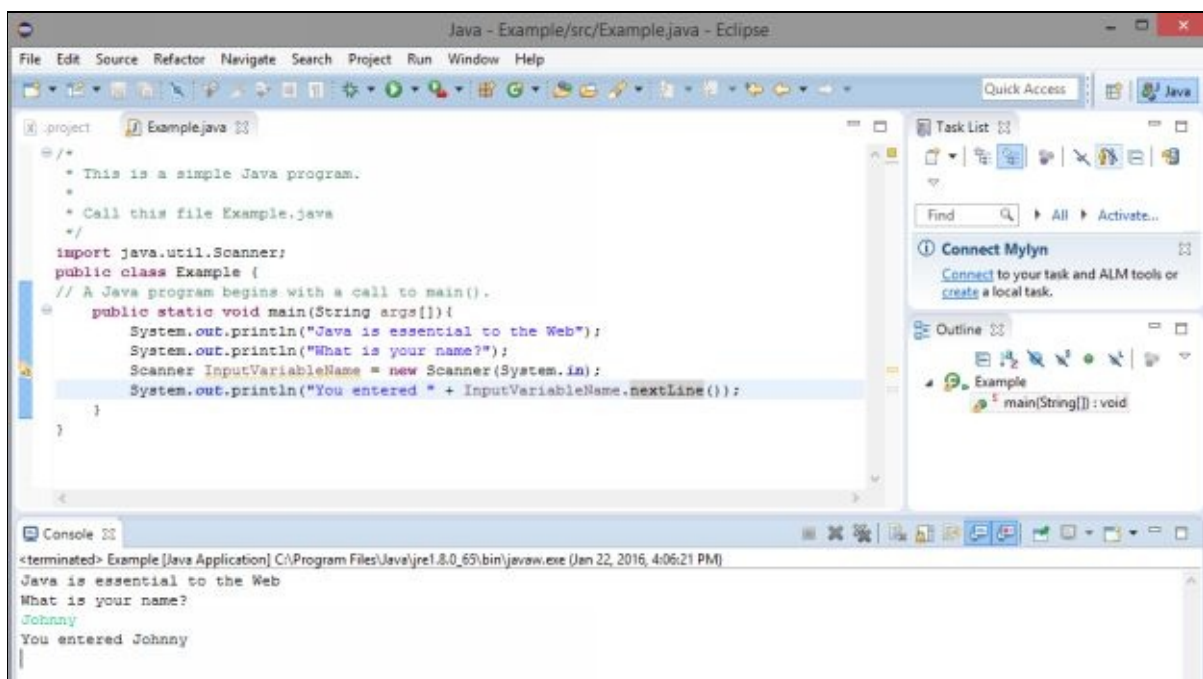 Java - Example/src/Example.java - Eclipse
File Edit Source Refactor Navigate Search Project Run Window Help
Quick Access
Java
.project
Example.java
/*
* This is a simple Java program.
*
* Call this file Example.java
*/
import java.util.Scanner;
public class Example {
// A Java program begins with a call to main().
public static void main(String args[]){
System.out.println("Java is essential to the Web");
System.out.println("What is your name?");
Scanner InputVariableName = new Scanner(System.in);
System.out.println("You entered " + InputVariableName.nextLine());
}
}
Task List
Find
All
Activate...
Connect Mylyn
Connect to your task and ALM tools or
create a local task.
Outline
Example
main(String[]) : void
Console
<terminated> Example [Java Application] C:\Program Files\Java\jre1.8.0_65\bin\javaw.exe (Jan 22, 2016, 4:06:21 PM)
Java is essential to the Web
What is your name?
Johnny
You entered Johnny